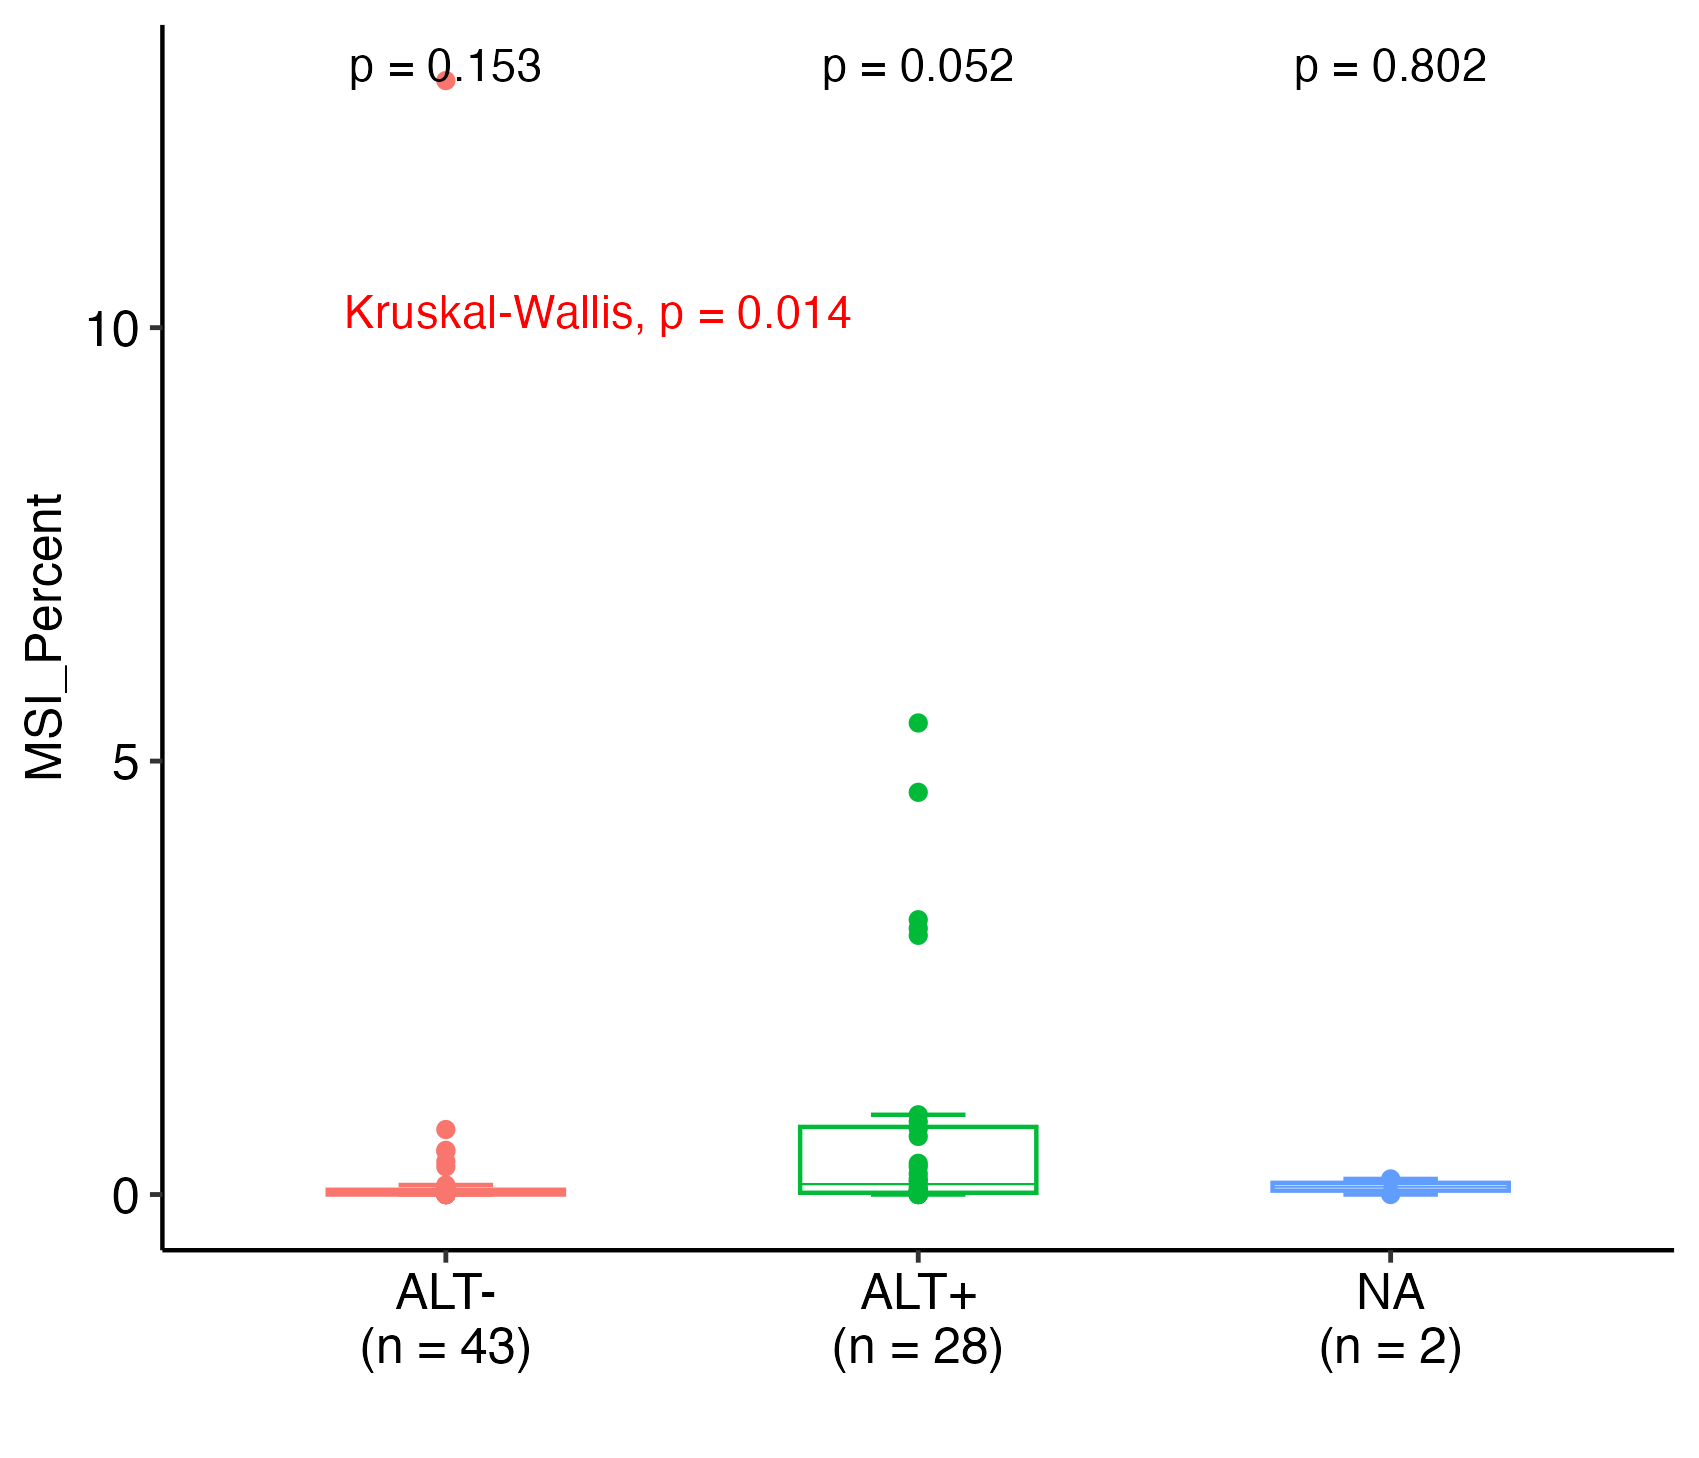 p = 0.153 p = 0.052 p = 0.802
Kruskal-Wallis, p = 0.014
10
MSI_Percent
5
0
ALT- ALT+ NA
(n = 43) (n = 28) (n = 2)